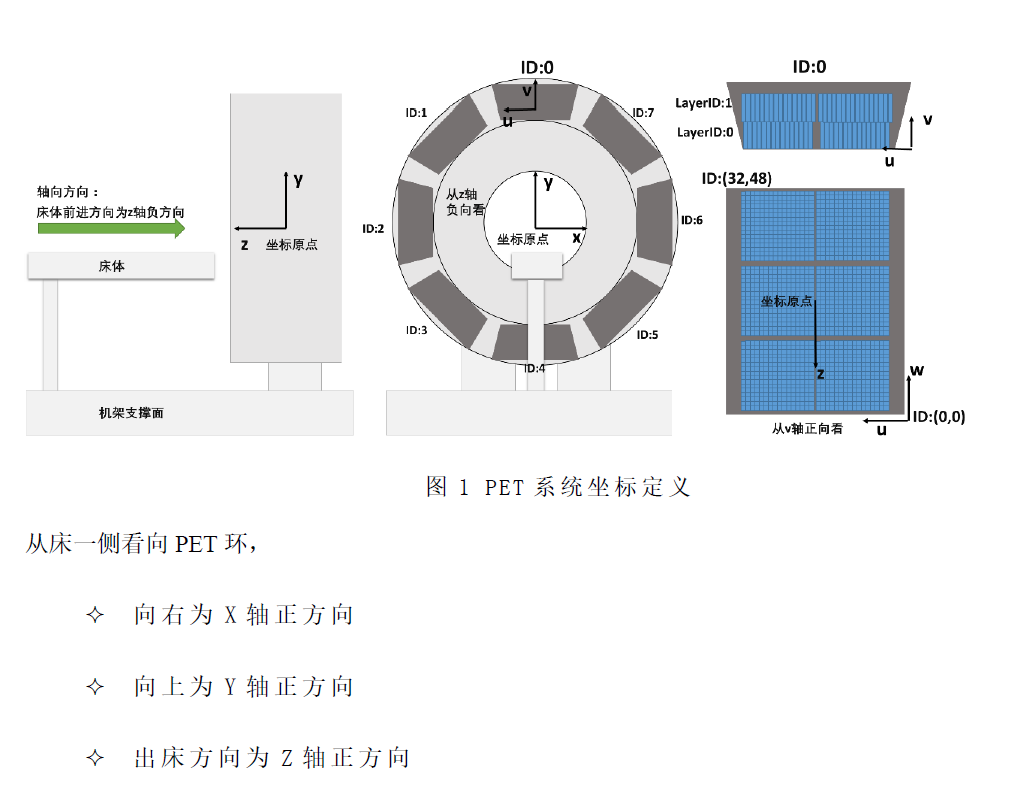 轴向方向：
床体前进方向为z轴负方向
y
z
坐标原点
床体
机架支撑面
ID:0
v
u
ID:1
ID:7
从z轴
负向看
y
坐标原点
x
ID:2
ID:6
ID:3
ID:5
ID:4
ID:0
LayerID:1
LayerID:0
v
u
ID:(32,48)
坐标原点
z
w
ID:(0,0)
u
从v轴正向看
图 1 PET 系统坐标定义
从床一侧看向 PET 环，
✧ 向右为 X 轴正方向
✧ 向上为 Y 轴正方向
✧ 出床方向为 Z 轴正方向